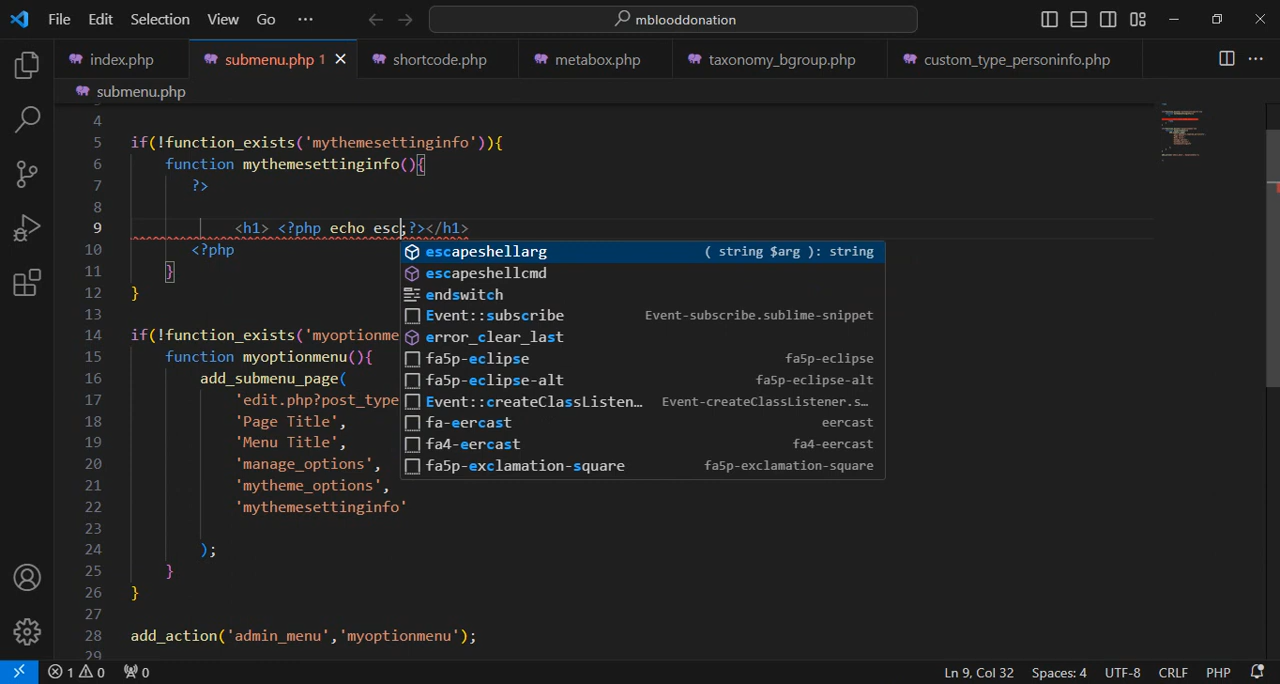 File Edit Selection View Go ··· mblooddonation
index.php submenu.php 1 shortcode.php metabox.php taxonomy_bgroup.php custom_type_personinfo.php
submenu.php
4
5 if(!function_exists('mythemesettinginfo')){
6 function mythemesettinginfo(){
7 ?>
8
9 <h1> <?php echo esc;?></h1>
10 <?php
11 }
12 }
13
14 if(!function_exists('myoptionme
15 function myoptionmenu(){
16 add_submenu_page(
17 'edit.php?post_type
18 'Page Title',
19 'Menu Title',
20 'manage_options',
21 'mytheme_options',
22 'mythemesettinginfo'
23
24 );
25 }
26 }
27
28 add_action('admin_menu','myoptionmenu');
29
escapeshellarg ( string $arg ): string
escapeshellcmd
endswitch
Event::subscribe Event-subscribe.sublime-snippet
error_clear_last
fa5p-eclipse fa5p-eclipse
fa5p-eclipse-alt fa5p-eclipse-alt
Event::createClassListen… Event-createClassListener.s…
fa-eercast eercast
fa4-eercast fa4-eercast
fa5p-exclamation-square fa5p-exclamation-square
1 0 0 Ln 9, Col 32 Spaces: 4 UTF-8 CRLF PHP